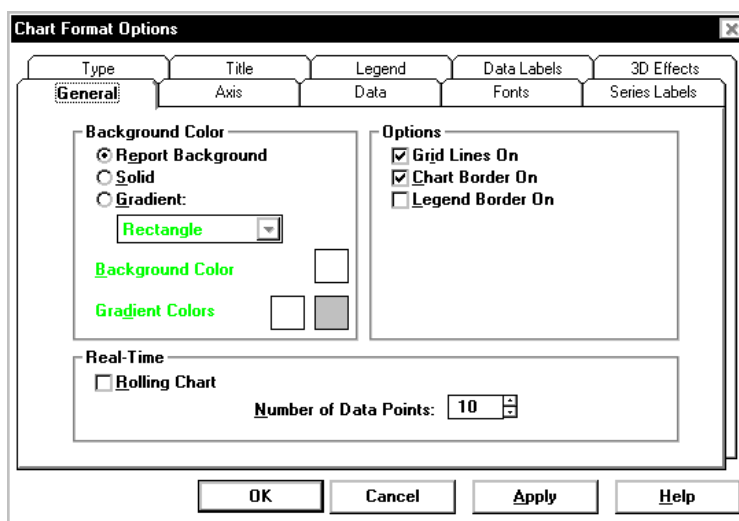 Chart Format Options
Type Title Legend Data Labels 3D Effects
General Axis Data Fonts Series Labels
Background Color
Report Background
Solid
Gradient:
Rectangle
Background Color
Gradient Colors
Options
Grid Lines On
Chart Border On
Legend Border On
Real-Time
Rolling Chart
Number of Data Points: 10
OK Cancel Apply Help